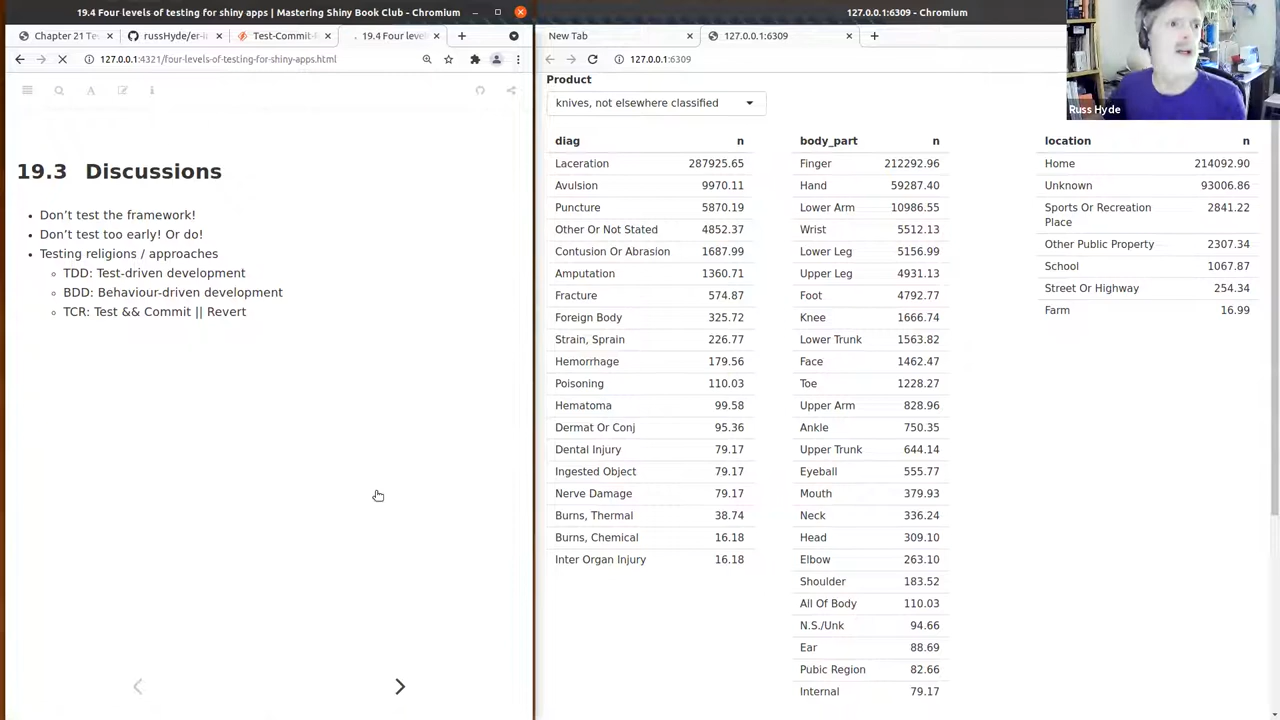 19.4 Four levels of testing for shiny apps | Mastering Shiny Book Club - Chromium
Chapter 21 Te
russHyde/er-i
Test-Commit-
19.4 Four leve
127.0.0.1:4321/four-levels-of-testing-for-shiny-apps.html
19.3 Discussions
• Don’t test the framework!
• Don’t test too early! Or do!
• Testing religions / approaches
TDD: Test-driven development
BDD: Behaviour-driven development
TCR: Test && Commit || Revert
127.0.0.1:6309 - Chromium
New Tab
127.0.0.1:6309
127.0.0.1:6309
Russ Hyde
Product
knives, not elsewhere classified
diag n
Laceration 287925.65
Avulsion 9970.11
Puncture 5870.19
Other Or Not Stated 4852.37
Contusion Or Abrasion 1687.99
Amputation 1360.71
Fracture 574.87
Foreign Body 325.72
Strain, Sprain 226.77
Hemorrhage 179.56
Poisoning 110.03
Hematoma 99.58
Dermat Or Conj 95.36
Dental Injury 79.17
Ingested Object 79.17
Nerve Damage 79.17
Burns, Thermal 38.74
Burns, Chemical 16.18
Inter Organ Injury 16.18
body_part n
Finger 212292.96
Hand 59287.40
Lower Arm 10986.55
Wrist 5512.13
Lower Leg 5156.99
Upper Leg 4931.13
Foot 4792.77
Knee 1666.74
Lower Trunk 1563.82
Face 1462.47
Toe 1228.27
Upper Arm 828.96
Ankle 750.35
Upper Trunk 644.14
Eyeball 555.77
Mouth 379.93
Neck 336.24
Head 309.10
Elbow 263.10
Shoulder 183.52
All Of Body 110.03
N.S./Unk 94.66
Ear 88.69
Pubic Region 82.66
Internal 79.17
location n
Home 214092.90
Unknown 93006.86
Sports Or Recreation 2841.22
Place
Other Public Property 2307.34
School 1067.87
Street Or Highway 254.34
Farm 16.99